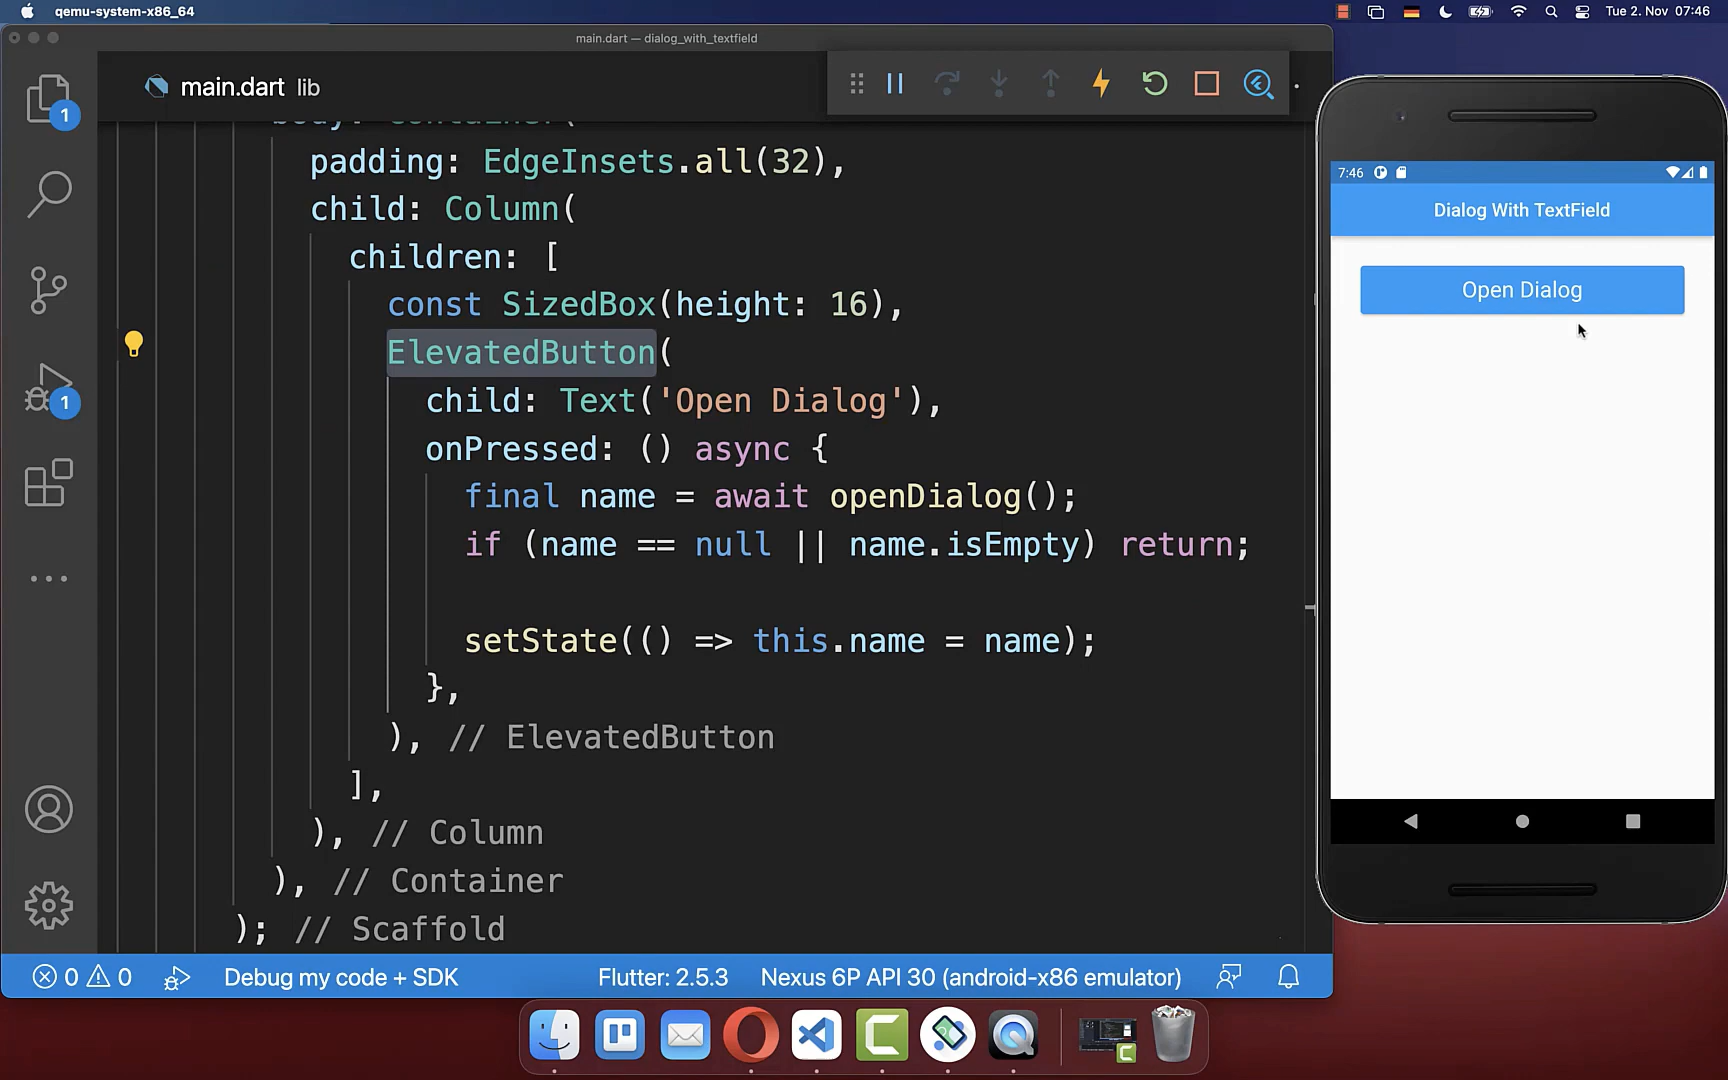 qemu-system-x86_64
Tue 2. Nov 07:46
main.dart — dialog_with_textfield
main.dart lib
1
1
body: Container(
padding: EdgeInsets.all(32),
child: Column(
children: [
const SizedBox(height: 16),
ElevatedButton(
child: Text('Open Dialog'),
onPressed: () async {
final name = await openDialog();
if (name == null || name.isEmpty) return;
setState(() => this.name = name);
},
), // ElevatedButton
],
), // Column
), // Container
); // Scaffold
0 0 Debug my code + SDK Flutter: 2.5.3 Nexus 6P API 30 (android-x86 emulator)
7:46
Dialog With TextField
Open Dialog